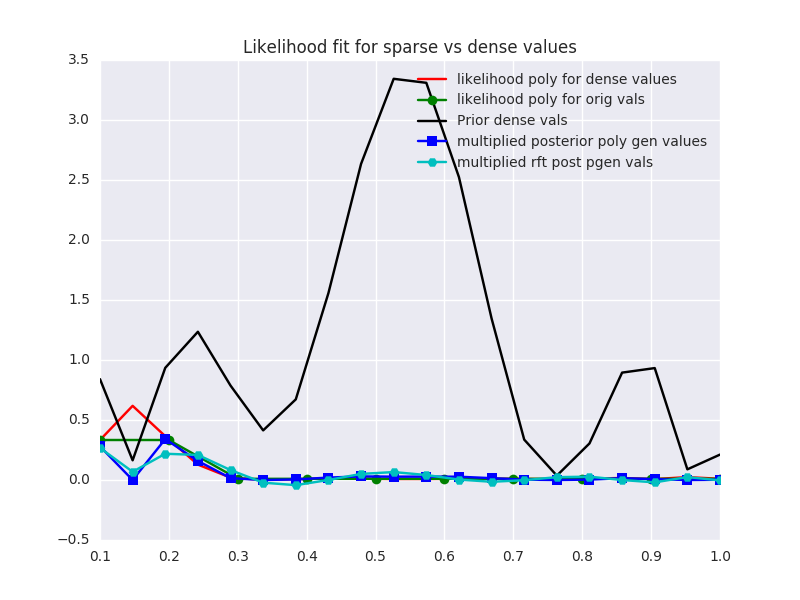 Likelihood fit for sparse vs dense values
3.5
3.0
2.5
2.0
1.5
1.0
0.5
0.0
−0.5
likelihood poly for dense values
likelihood poly for orig vals
Prior dense vals
multiplied posterior poly gen values
multiplied rft post pgen vals
0.1 0.2 0.3 0.4 0.5 0.6 0.7 0.8 0.9 1.0